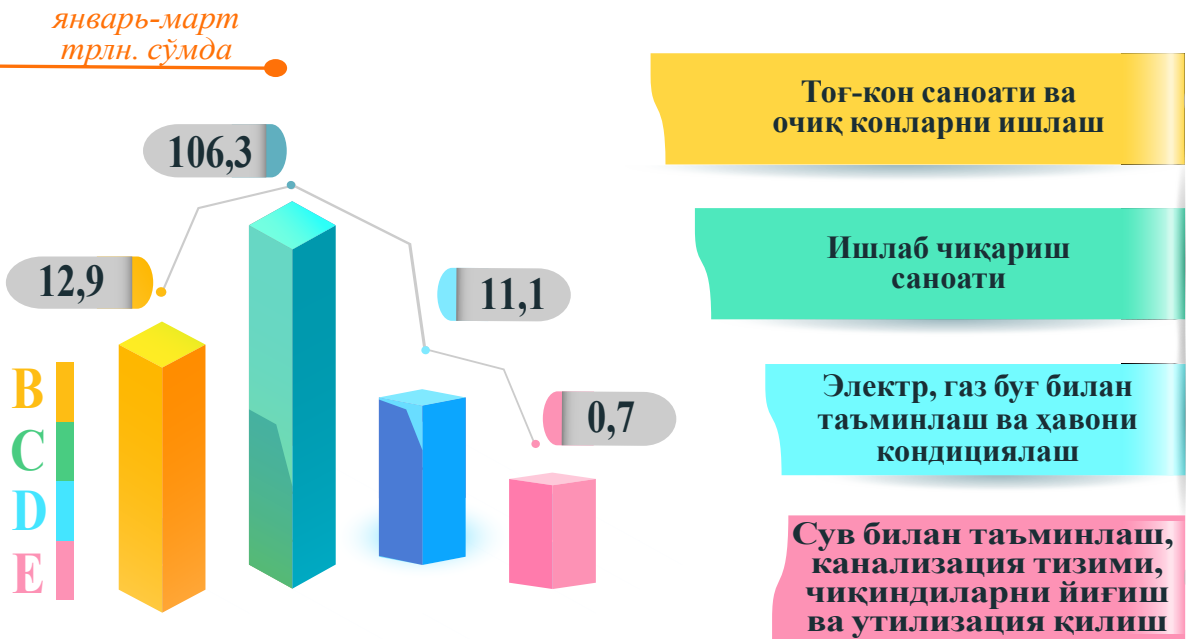 январь-март
трлн. сўмда
106,3
12,9
11,1
0,7
B
C
D
E
Тоғ-кон саноати ва
очиқ конларни ишлаш
Ишлаб чиқариш
саноати
Электр, газ буғ билан
таъминлаш ва ҳавони
кондициялаш
Сув билан таъминлаш,
канализация тизими,
чиқиндиларни йиғиш
ва утилизация қилиш